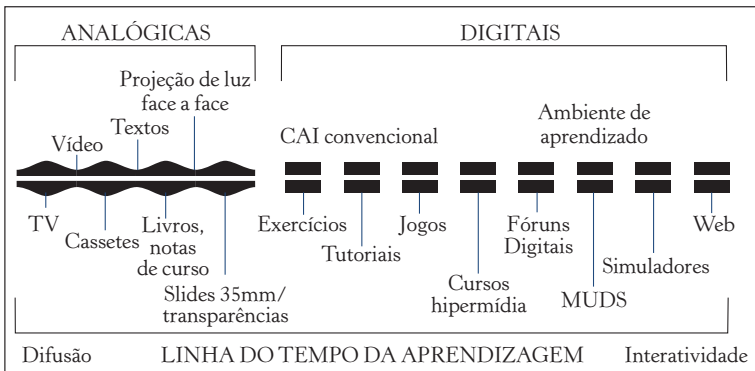 ANALÓGICAS
DIGITAIS
Projeção de luz
face a face
Textos
Vídeo
CAI convencional
Ambiente de
aprendizado
TV
Cassetes
Livros,
notas
de curso
Slides 35mm/
transparências
Exercícios
Tutoriais
Jogos
Cursos
hipermídia
Fóruns
Digitais
MUDS
Simuladores
Web
Difusão
LINHA DO TEMPO DA APRENDIZAGEM
Interatividade